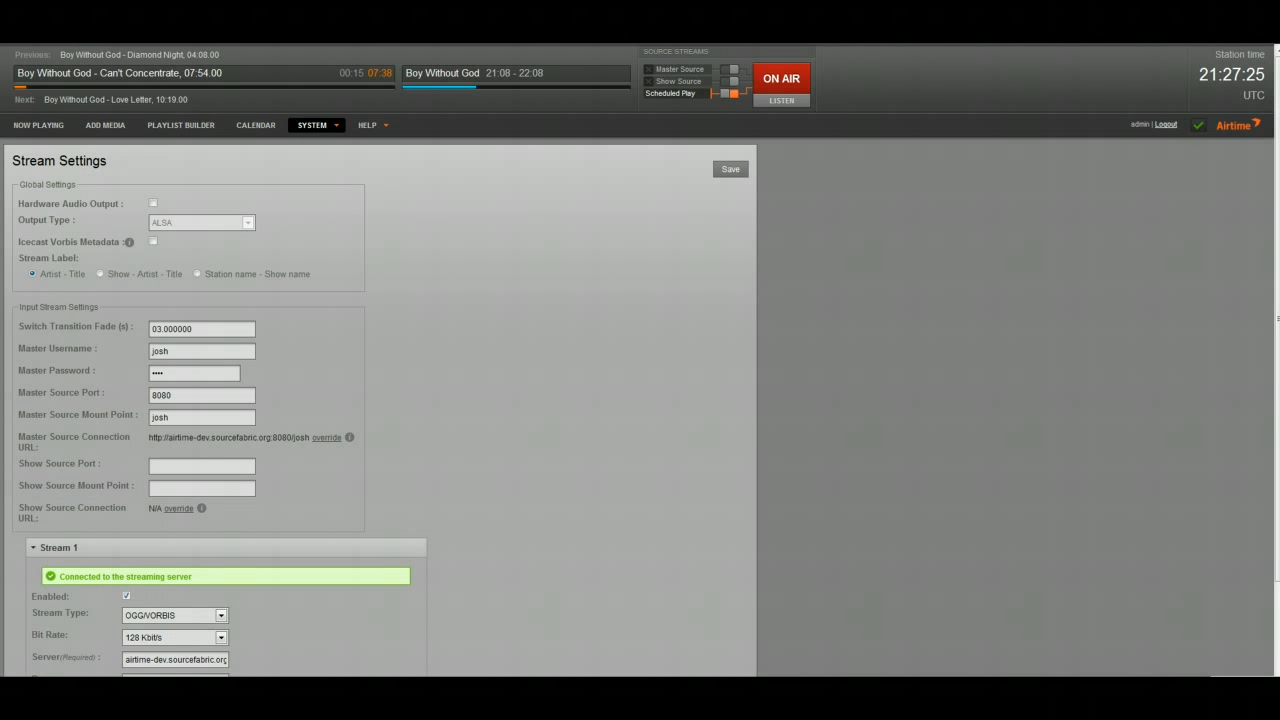 Previous: Boy Without God - Diamond Night, 04:08.00
Boy Without God - Can't Concentrate, 07:54.00 00:15 07:38
Next: Boy Without God - Love Letter, 10:19.00
Boy Without God 21:08 - 22:08
SOURCE STREAMS
Master Source
Show Source
Scheduled Play
ON AIR
LISTEN
Station time
21:27:25
UTC
NOW PLAYING ADD MEDIA PLAYLIST BUILDER CALENDAR SYSTEM HELP
admin | Logout
Airtime
Stream Settings
Save
Global Settings
Hardware Audio Output :
Output Type : ALSA
Icecast Vorbis Metadata :
Stream Label:
Artist - Title Show - Artist - Title Station name - Show name
Input Stream Settings
Switch Transition Fade (s) : 03.000000
Master Username : josh
Master Password : ••••
Master Source Port : 8080
Master Source Mount Point : josh
Master Source Connection URL: http://airtime-dev.sourcefabric.org:8080/josh override
Show Source Port :
Show Source Mount Point :
Show Source Connection URL: N/A override
Stream 1
Connected to the streaming server
Enabled:
Stream Type: OGG/VORBIS
Bit Rate: 128 Kbit/s
Server(Required) : airtime-dev.sourcefabric.org